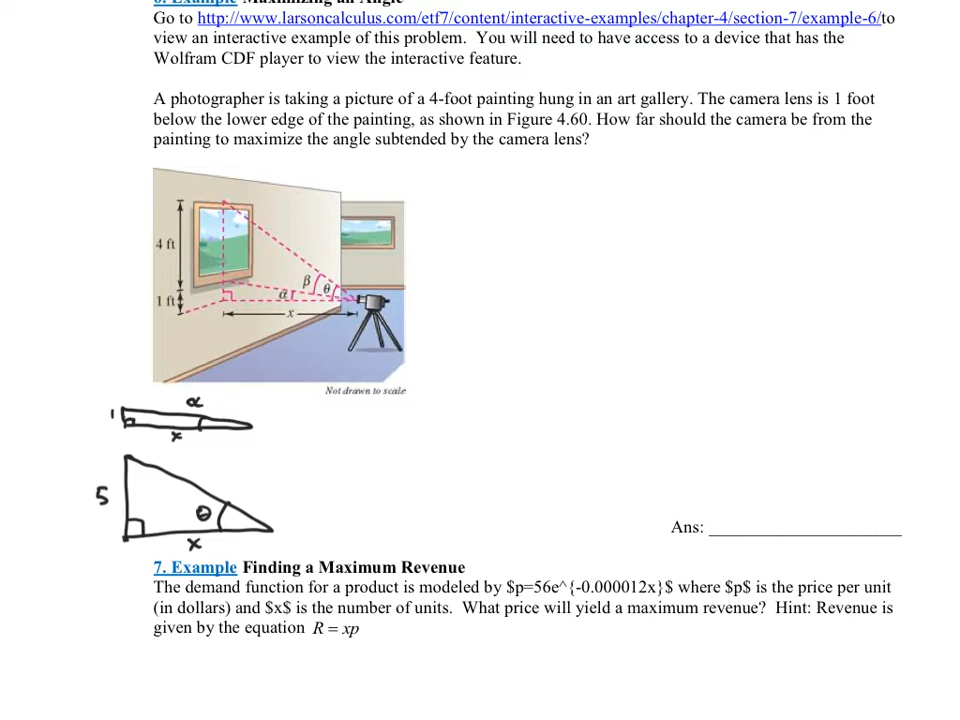 6. Example Maximizing an Angle
Go to http://www.larsoncalculus.com/etf7/content/interactive-examples/chapter-4/section-7/example-6/to
view an interactive example of this problem.  You will need to have access to a device that has the
Wolfram CDF player to view the interactive feature.
A photographer is taking a picture of a 4-foot painting hung in an art gallery. The camera lens is 1 foot
below the lower edge of the painting, as shown in Figure 4.60. How far should the camera be from the
painting to maximize the angle subtended by the camera lens?
4 ft
β
θ
α
1 ft
x
Not drawn to scale
α
1
x
5
θ
x
Ans: ____________________
7. Example Finding a Maximum Revenue
The demand function for a product is modeled by $p=56e^{-0.000012x}$ where $p$ is the price per unit
(in dollars) and $x$ is the number of units.  What price will yield a maximum revenue?  Hint: Revenue is
given by the equation R = xp